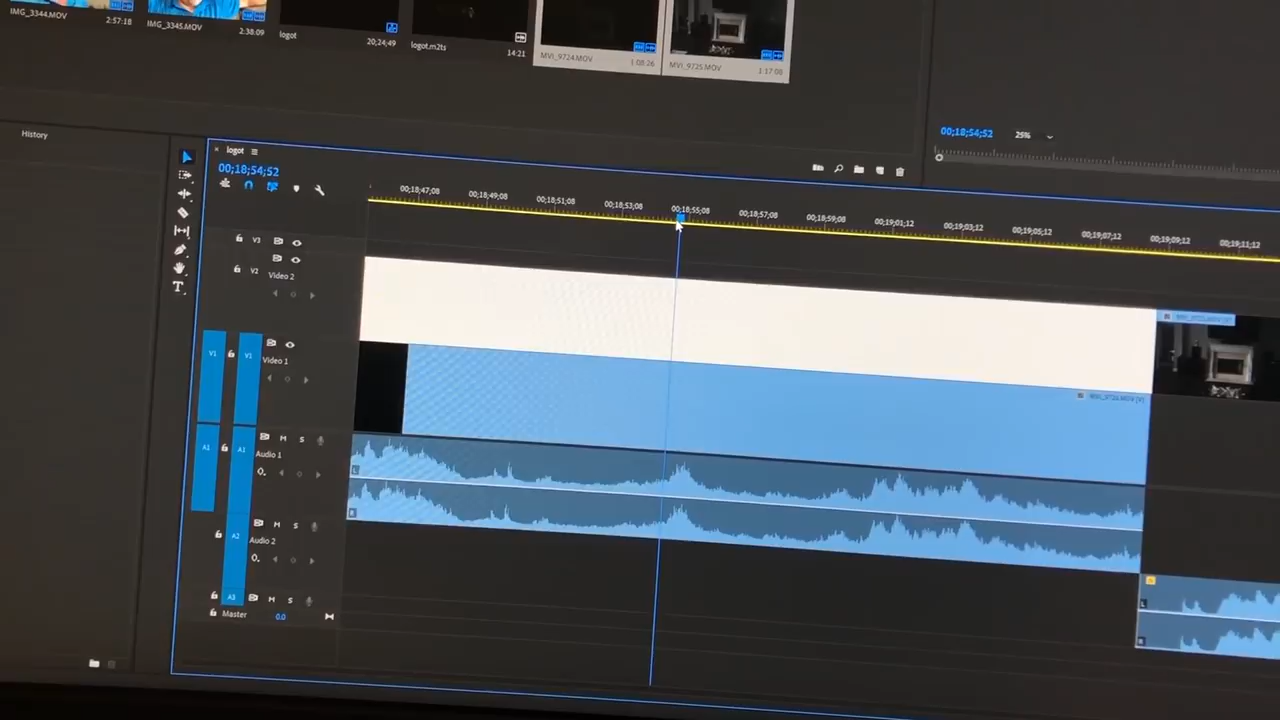 IMG_3344.MOV 2:57:18
IMG_3345.MOV 2:38:09
logot 20;24;49
logot.m2ts 14:21
MVI_9724.MOV 1:08:26
MVI_9725.MOV 1:17:08
History
00;18;54;52 25%
logot
00;18;54;52
00;18;47;08 00;18;49;08 00;18;51;08 00;18;53;08 00;18;55;08 00;18;57;08 00;18;59;08 00;19;01;12 00;19;03;12 00;19;05;12 00;19;07;12 00;19;09;12 00;19;11;12
V3
V2 Video 2
V1 V1 Video 1
A1 A1 M S
Audio 1
L
R
A2 M S
Audio 2
A3 M S
Master 0.0
T
L
R